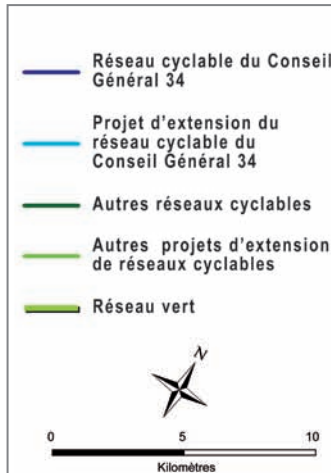 Réseau cyclable du Conseil
Général 34
Projet d'extension du
réseau cyclable du
Conseil Général 34
Autres réseaux cyclables
Autres projets d'extension
de réseaux cyclables
Réseau vert
N
0 5 10
Kilomètres